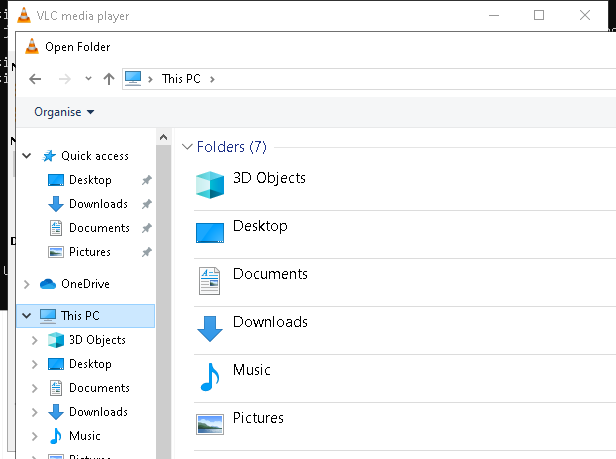 VLC media player
Open Folder
This PC
Organise
Quick access
Desktop
Downloads
Documents
Pictures
OneDrive
This PC
3D Objects
Desktop
Documents
Downloads
Music
Folders (7)
3D Objects
Desktop
Documents
Downloads
Music
Pictures